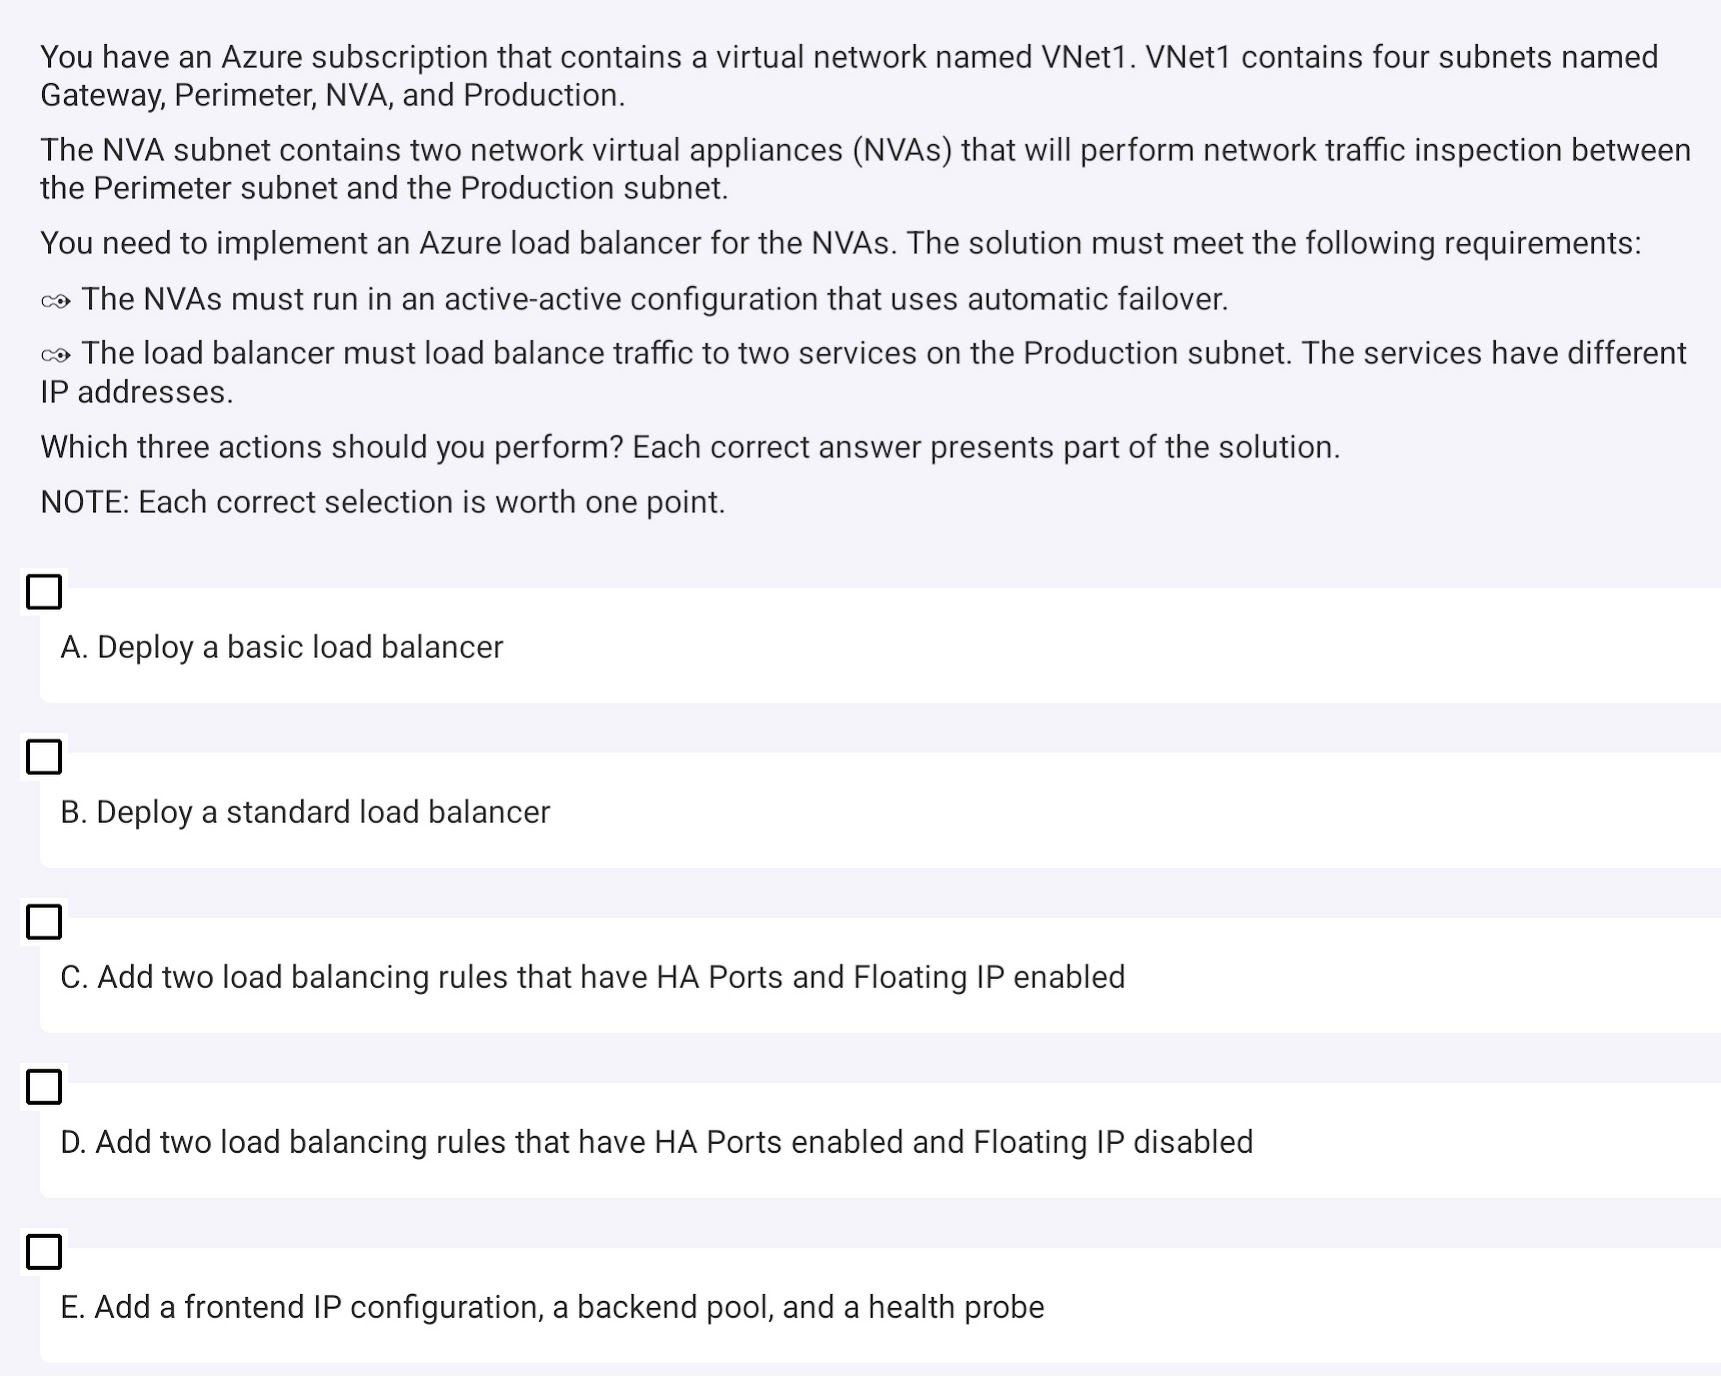 You have an Azure subscription that contains a virtual network named VNet1. VNet1 contains four subnets named
Gateway, Perimeter, NVA, and Production.
The NVA subnet contains two network virtual appliances (NVAs) that will perform network traffic inspection between
the Perimeter subnet and the Production subnet.
You need to implement an Azure load balancer for the NVAs. The solution must meet the following requirements:
The NVAs must run in an active-active configuration that uses automatic failover.
The load balancer must load balance traffic to two services on the Production subnet. The services have different
IP addresses.
Which three actions should you perform? Each correct answer presents part of the solution.
NOTE: Each correct selection is worth one point.
A. Deploy a basic load balancer
B. Deploy a standard load balancer
C. Add two load balancing rules that have HA Ports and Floating IP enabled
D. Add two load balancing rules that have HA Ports enabled and Floating IP disabled
E. Add a frontend IP configuration, a backend pool, and a health probe